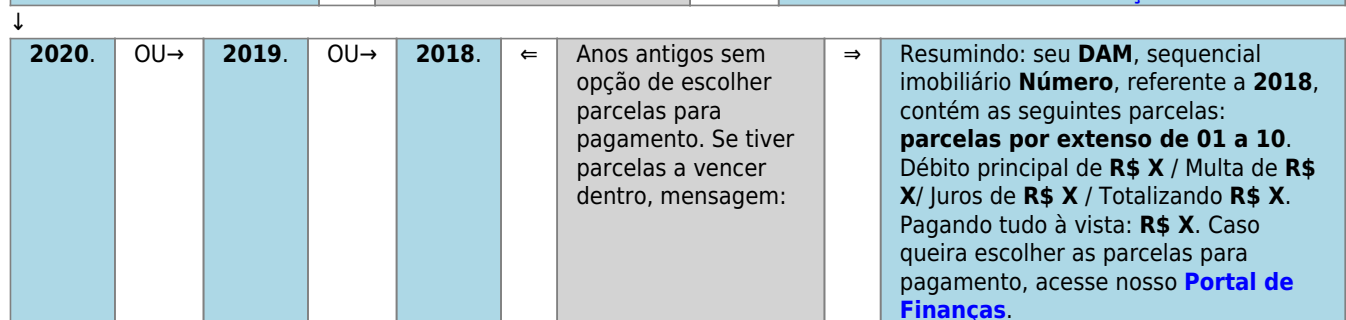 ↓
2020. OU→ 2019. OU→ 2018. ⇐
Anos antigos sem
opção de escolher
parcelas para
pagamento. Se tiver
parcelas a vencer
dentro, mensagem:
⇒
Resumindo: seu DAM, sequencial
imobiliário Número, referente a 2018,
contém as seguintes parcelas:
parcelas por extenso de 01 a 10.
Débito principal de R$ X / Multa de R$
X/ Juros de R$ X / Totalizando R$ X.
Pagando tudo à vista: R$ X. Caso
queira escolher as parcelas para
pagamento, acesse nosso Portal de
Finanças.